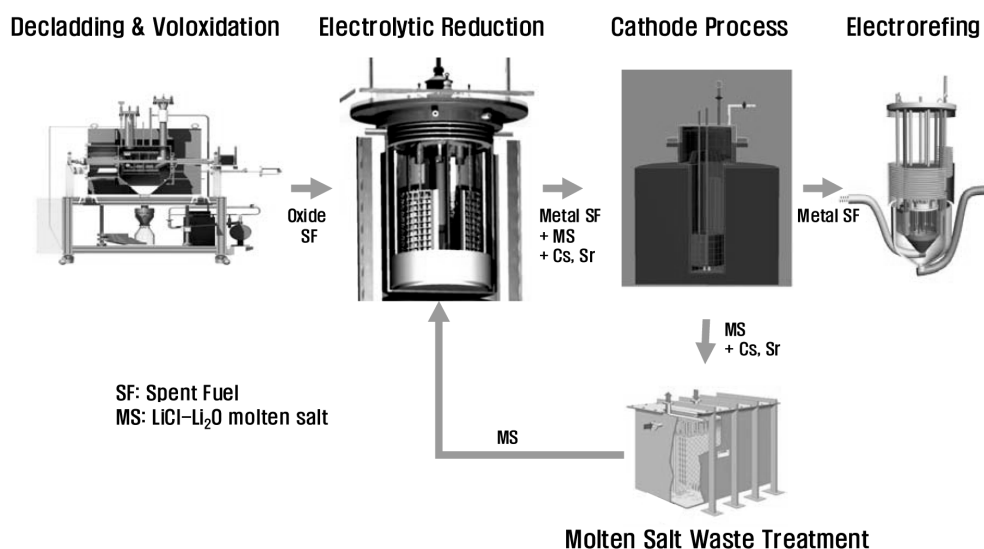 Decladding & Voloxidation
Electrolytic Reduction
Cathode Process
Electrorefing
Oxide
SF
Metal SF
+ MS
+ Cs, Sr
Metal SF
MS
+ Cs, Sr
SF: Spent Fuel
MS: LiCl-Li₂O molten salt
MS
Molten Salt Waste Treatment